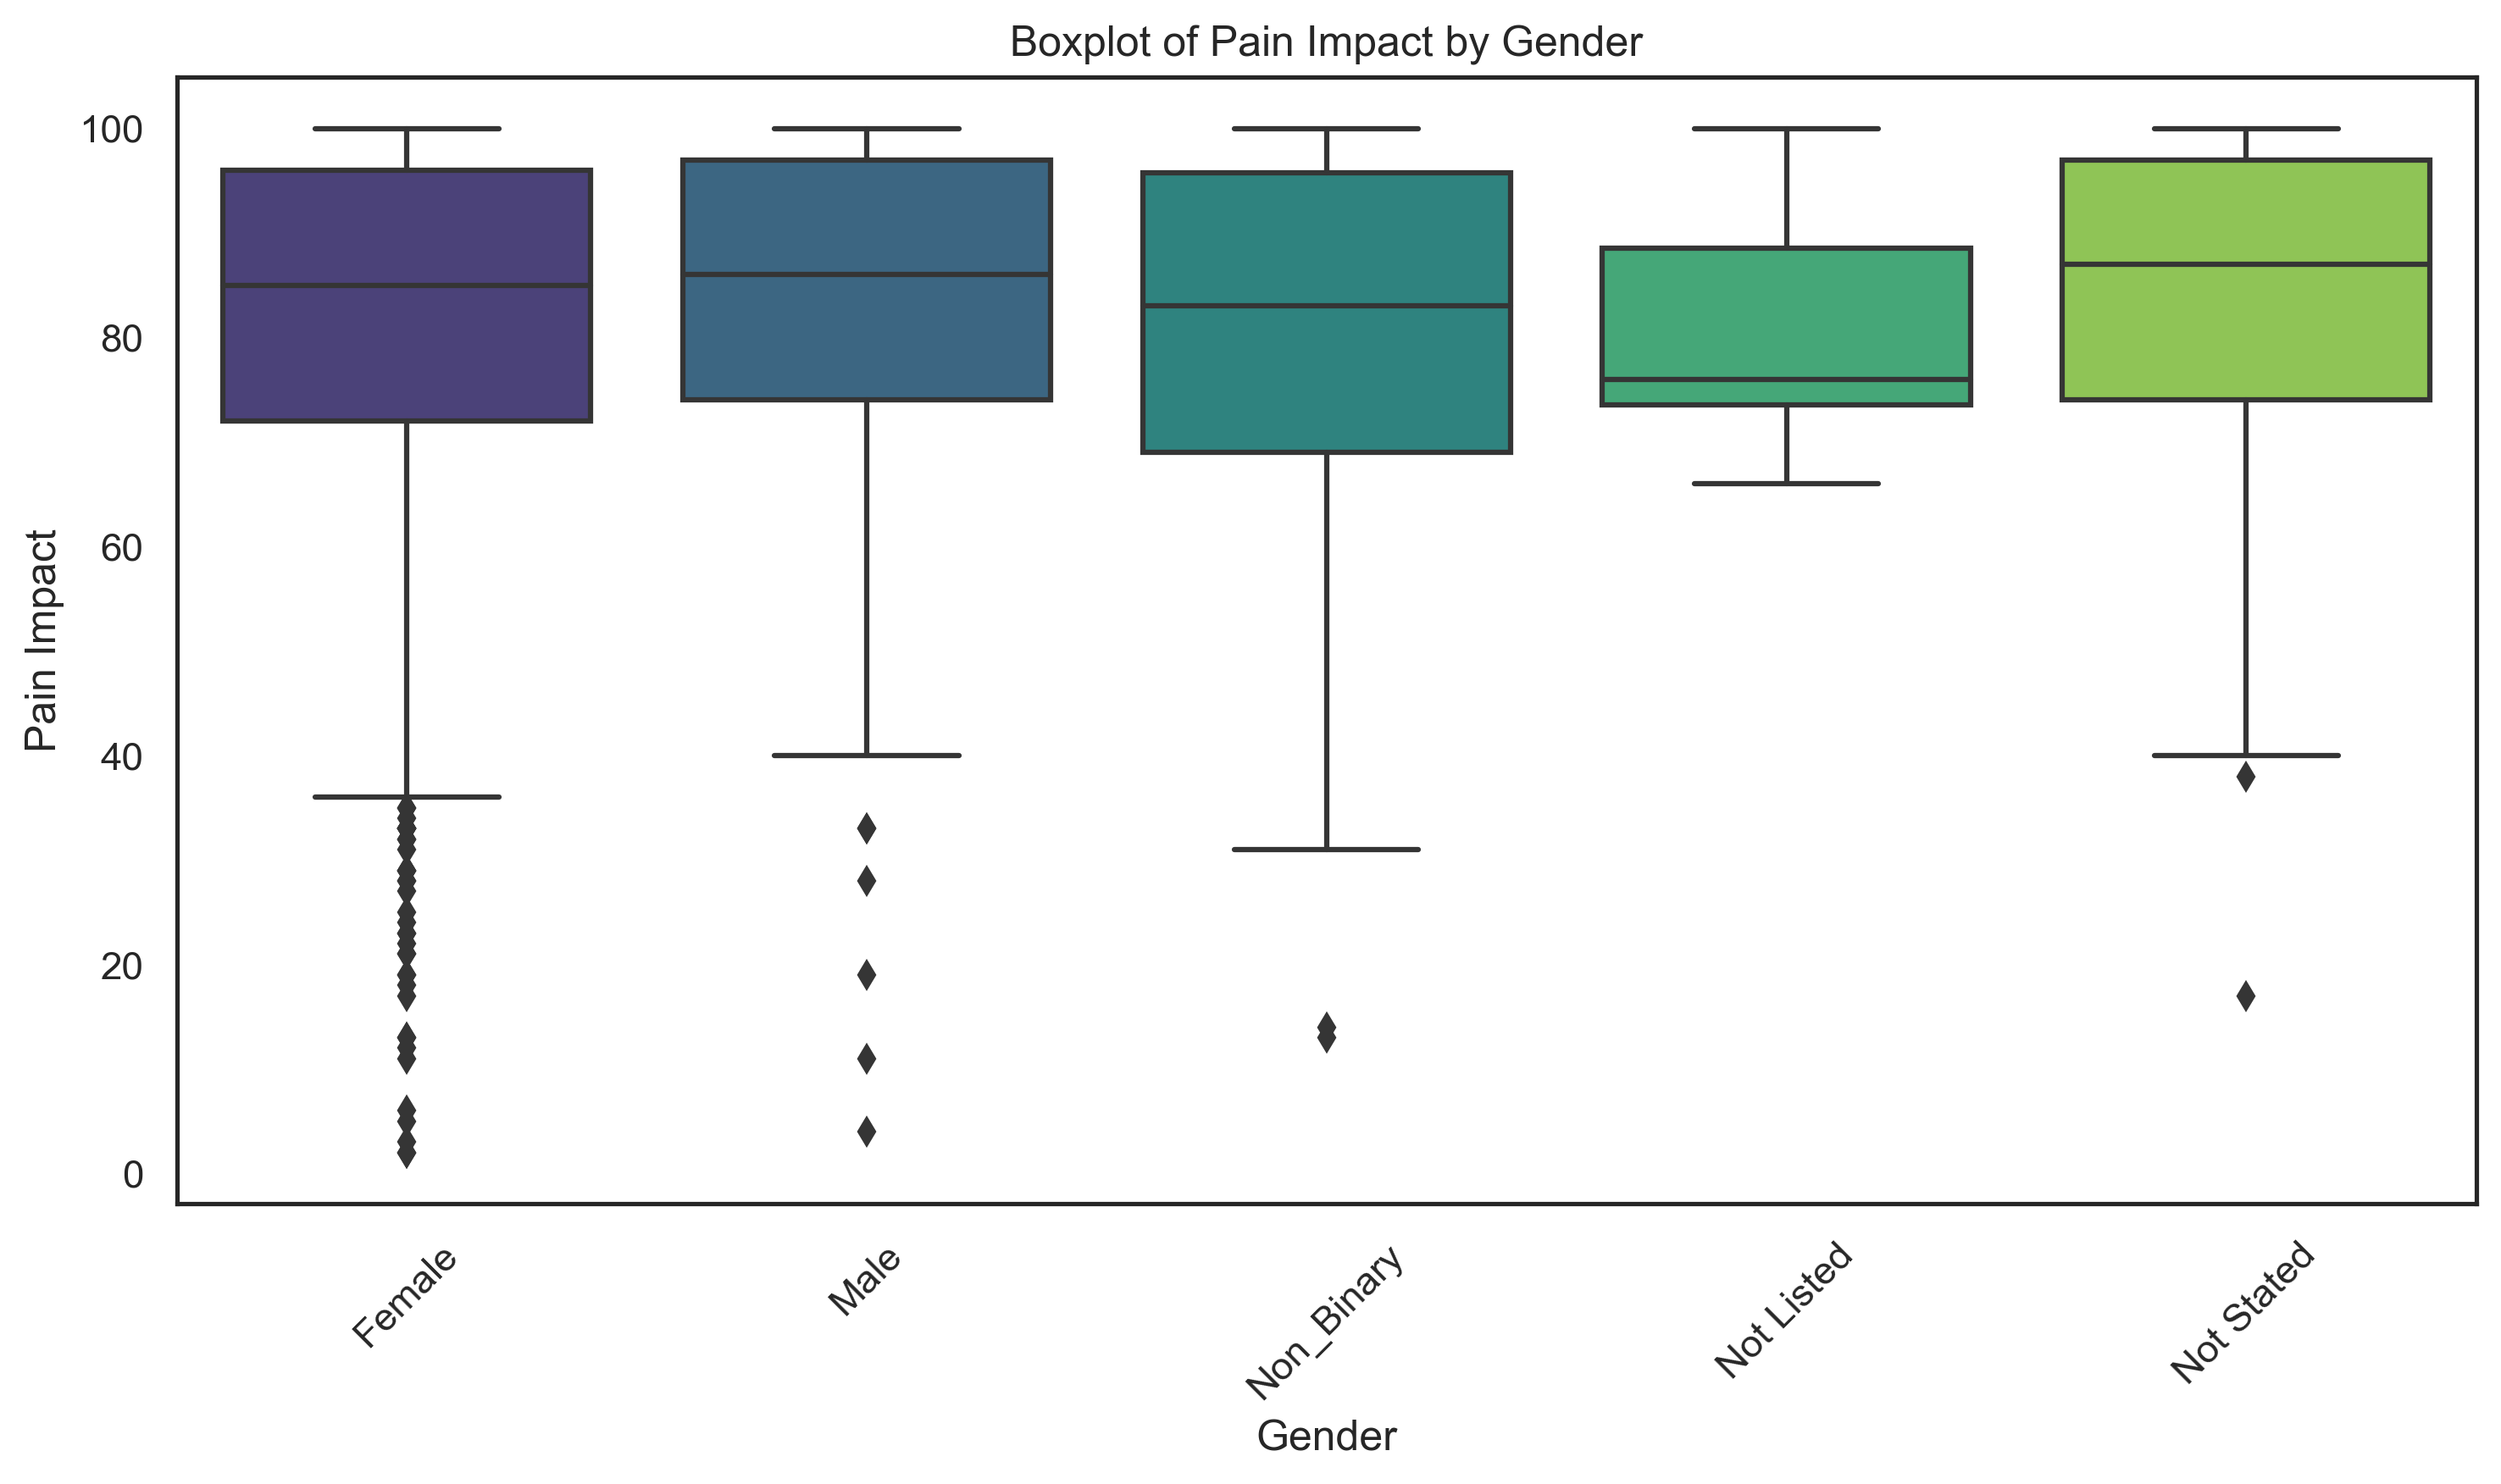 Boxplot of Pain Impact by Gender
100
80
60
40
20
0
Pain Impact
Female
Male
Non_Binary
Not Listed
Not Stated
Gender